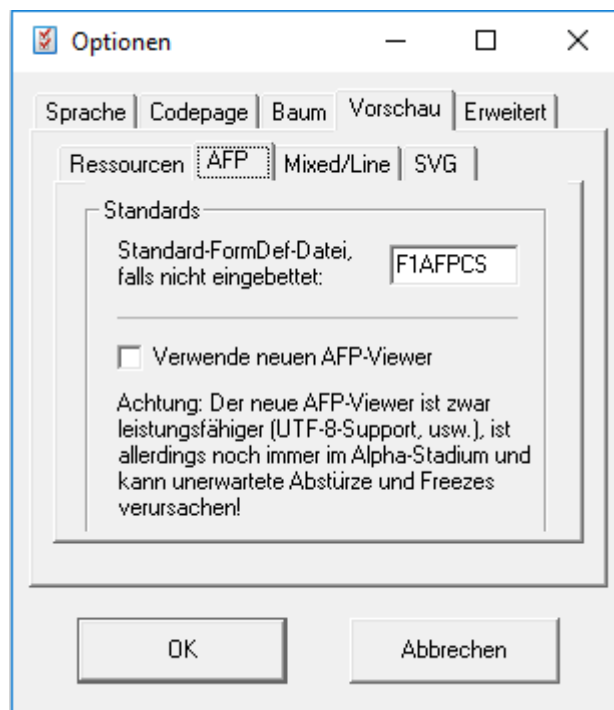 Optionen
Sprache Codepage Baum Vorschau Erweitert
Ressourcen AFP Mixed/Line SVG
Standards
Standard-FormDef-Datei,
falls nicht eingebettet:
F1AFPCS
Verwende neuen AFP-Viewer
Achtung: Der neue AFP-Viewer ist zwar
leistungsfähiger (UTF-8-Support, usw.), ist
allerdings noch immer im Alpha-Stadium und
kann unerwartete Abstürze und Freezes
verursachen!
OK Abbrechen